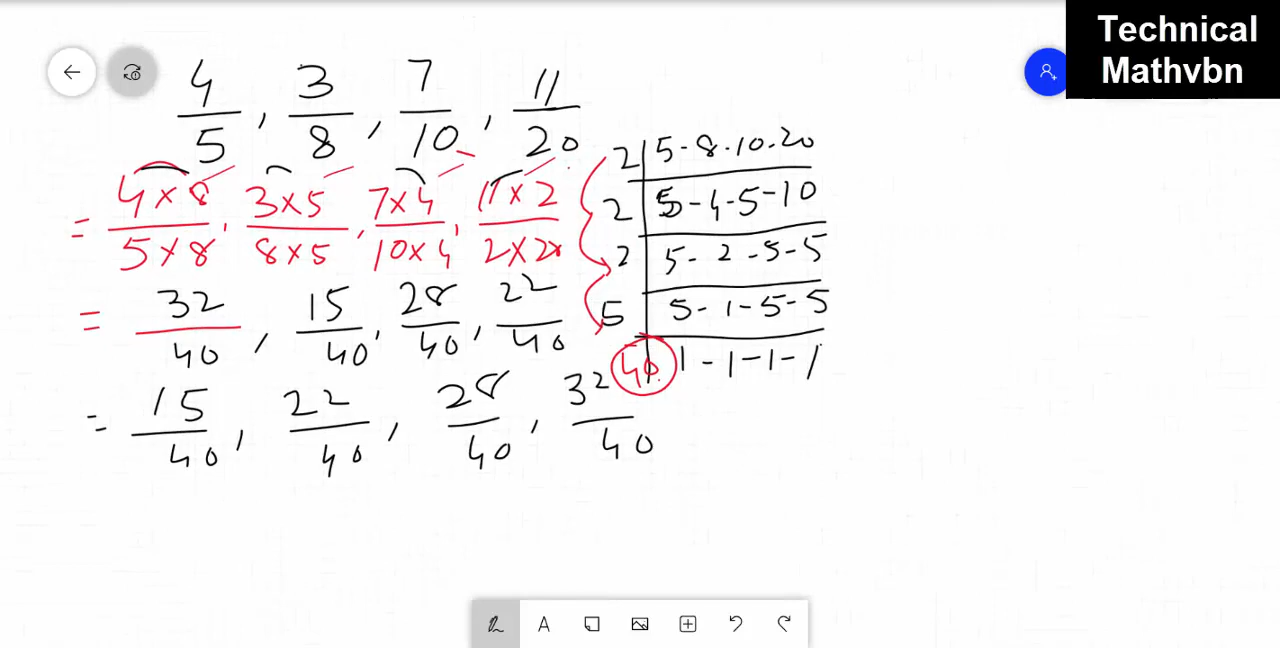 Technical
Mathvbn
4/5, 3/8, 7/10, 11/20
= 4×8/5×8, 3×5/8×5, 7×4/10×4, 11×2/2×20
= 32/40, 15/40, 28/40, 22/40
= 15/40, 22/40, 28/40, 32/40
2 | 5-8-10-20
2 | 5-4-5-10
2 | 5-2-5-5
5 | 5-1-5-5
40 | 1-1-1-1
A